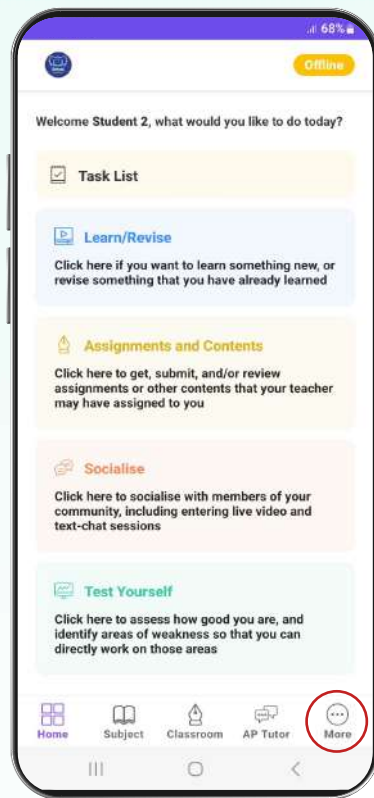 68%
Offline
Welcome Student 2, what would you like to do today?
Task List
Learn/Revise
Click here if you want to learn something new, or
revise something that you have already learned
Assignments and Contents
Click here to get, submit, and/or review
assignments or other contents that your teacher
may have assigned to you
Socialise
Click here to socialise with members of your
community, including entering live video and
text-chat sessions
Test Yourself
Click here to assess how good you are, and
identify areas of weakness so that you can
directly work on those areas
Home Subject Classroom AP Tutor More